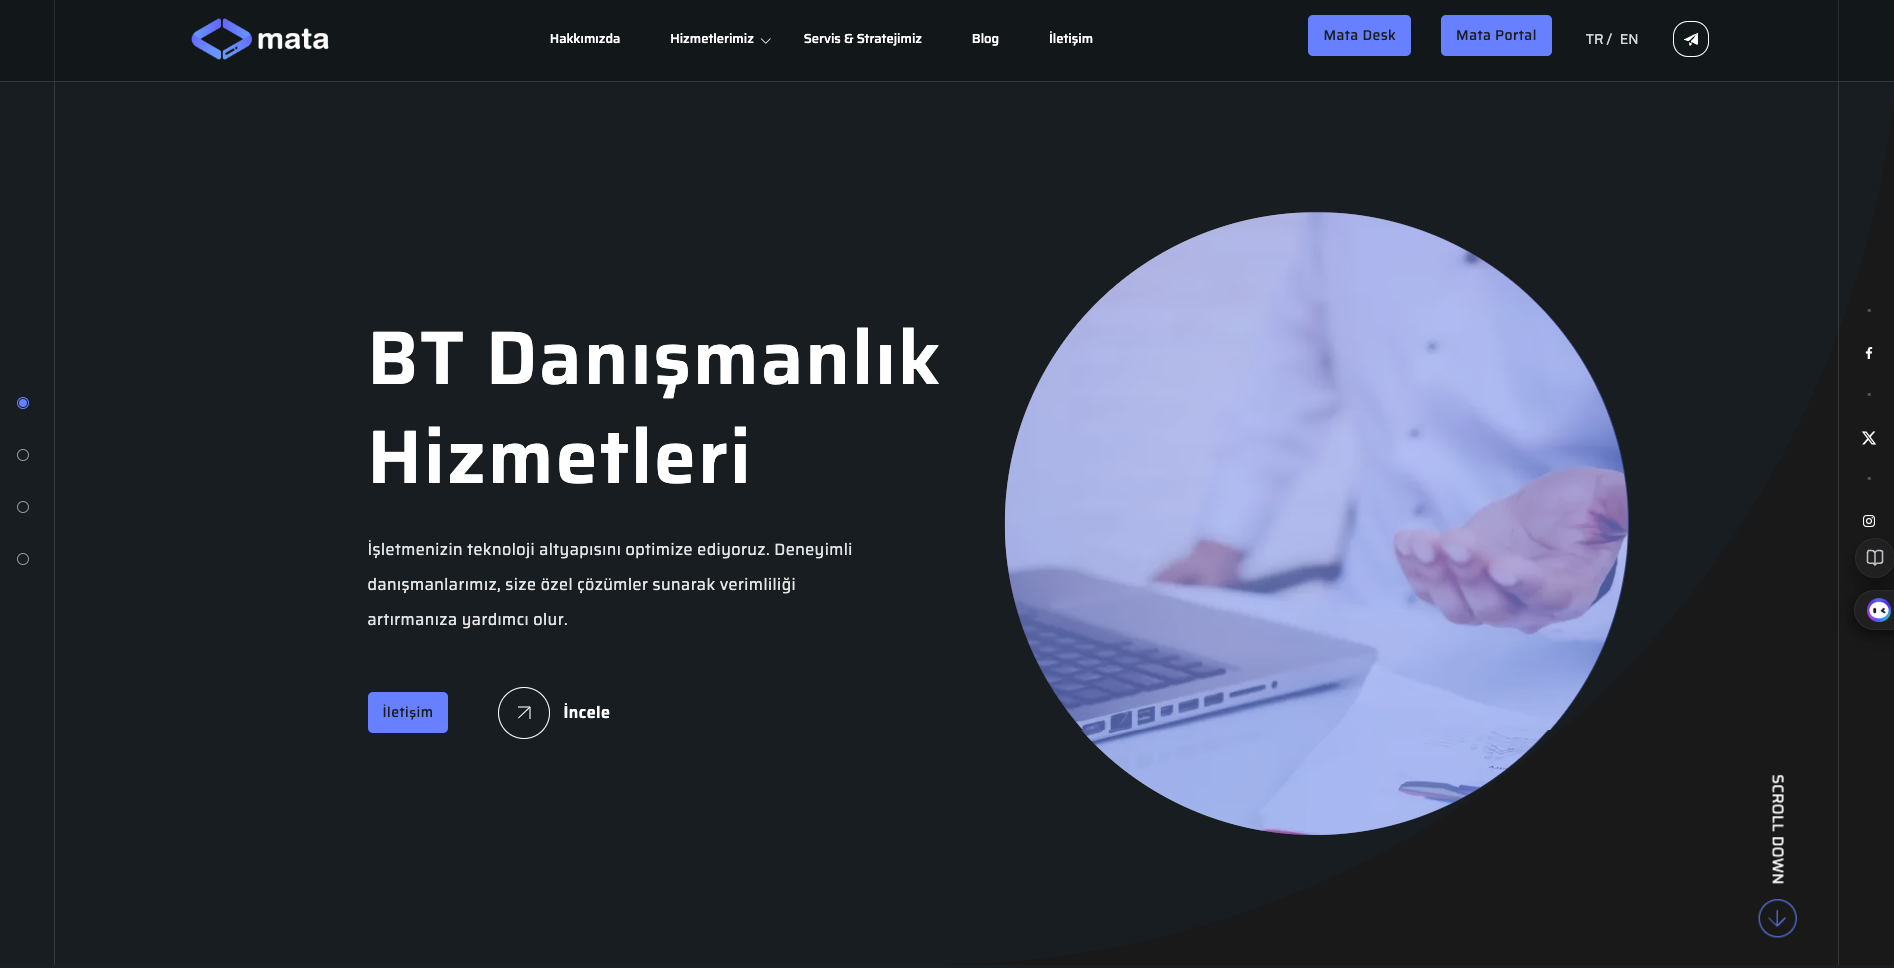 mata
Hakkımızda
Hizmetlerimiz
Servis & Stratejimiz
Blog
İletişim
Mata Desk
Mata Portal
TR / EN
BT Danışmanlık
Hizmetleri
İşletmenizin teknoloji altyapısını optimize ediyoruz. Deneyimli
danışmanlarımız, size özel çözümler sunarak verimliliği
artırmanıza yardımcı olur.
İletişim
İncele
SCROLL DOWN